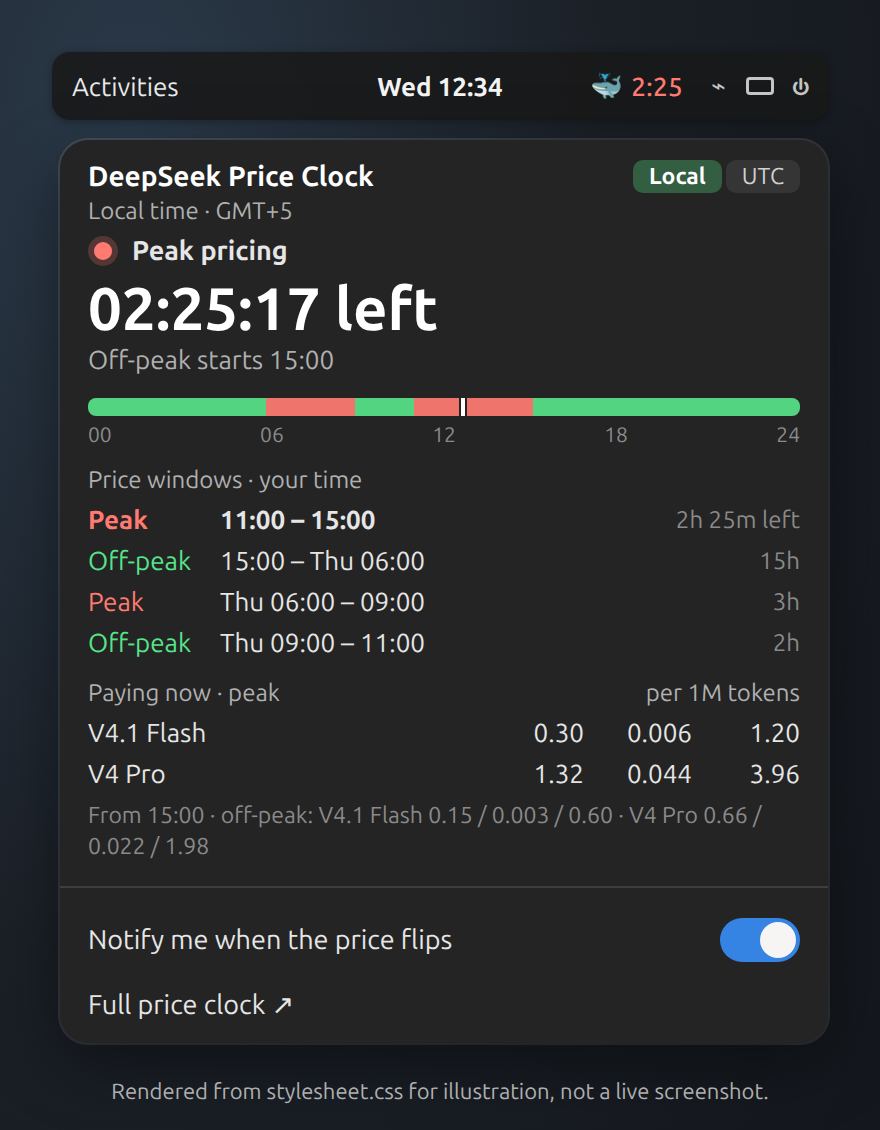 Activities Wed 12:34 2:25
DeepSeek Price Clock Local UTC
Local time · GMT+5
Peak pricing
02:25:17 left
Off-peak starts 15:00
00 06 12 18 24
Price windows · your time
Peak 11:00 – 15:00 2h 25m left
Off-peak 15:00 – Thu 06:00 15h
Peak Thu 06:00 – 09:00 3h
Off-peak Thu 09:00 – 11:00 2h
Paying now · peak per 1M tokens
V4.1 Flash 0.30 0.006 1.20
V4 Pro 1.32 0.044 3.96
From 15:00 · off-peak: V4.1 Flash 0.15 / 0.003 / 0.60 · V4 Pro 0.66 /
0.022 / 1.98
Notify me when the price flips
Full price clock ↗
Rendered from stylesheet.css for illustration, not a live screenshot.